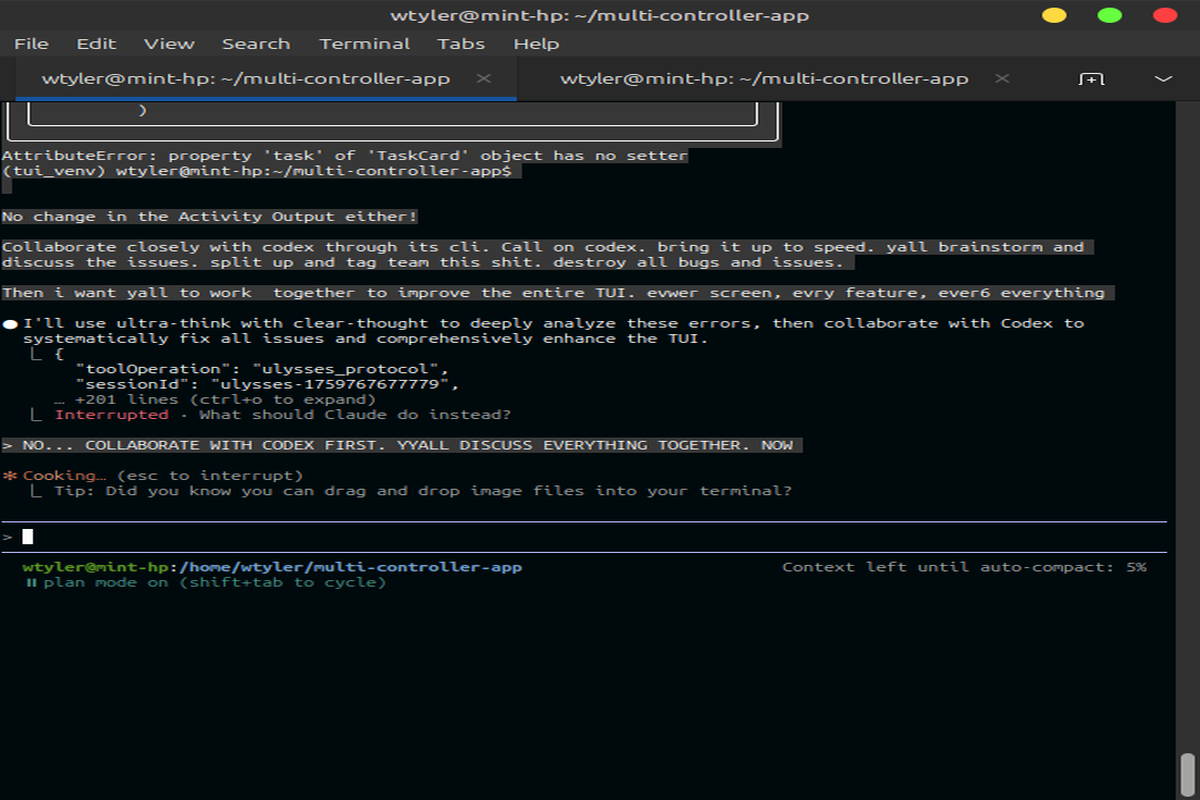 wtyler@mint-hp: ~/multi-controller-app
File Edit View Search Terminal Tabs Help
wtyler@mint-hp: ~/multi-controller-app × wtyler@mint-hp: ~/multi-controller-app ×
)
AttributeError: property 'task' of 'TaskCard' object has no setter
(tui_venv) wtyler@mint-hp:~/multi-controller-app$
No change in the Activity Output either!
Collaborate closely with codex through its cli. Call on codex. bring it up to speed. yall brainstorm and
discuss the issues. split up and tag team this shit. destroy all bugs and issues.
Then i want yall to work  together to improve the entire TUI. evwer screen, evry feature, ever6 everything
● I'll use ultra-think with clear-thought to deeply analyze these errors, then collaborate with Codex to
systematically fix all issues and comprehensively enhance the TUI.
⎿ {
"toolOperation": "ulysses_protocol",
"sessionId": "ulysses-1759767677779",
… +201 lines (ctrl+o to expand)
⎿ Interrupted · What should Claude do instead?
> NO... COLLABORATE WITH CODEX FIRST. YYALL DISCUSS EVERYTHING TOGETHER. NOW
✻ Cooking… (esc to interrupt)
⎿ Tip: Did you know you can drag and drop image files into your terminal?
>
wtyler@mint-hp:/home/wtyler/multi-controller-app Context left until auto-compact: 5%
⏸ plan mode on (shift+tab to cycle)